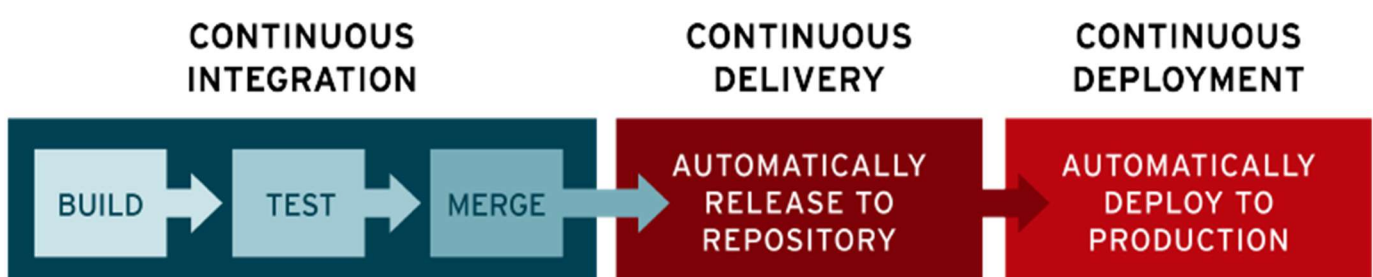 CONTINUOUS
INTEGRATION
CONTINUOUS
DELIVERY
CONTINUOUS
DEPLOYMENT
BUILD
TEST
MERGE
AUTOMATICALLY
RELEASE TO
REPOSITORY
AUTOMATICALLY
DEPLOY TO
PRODUCTION